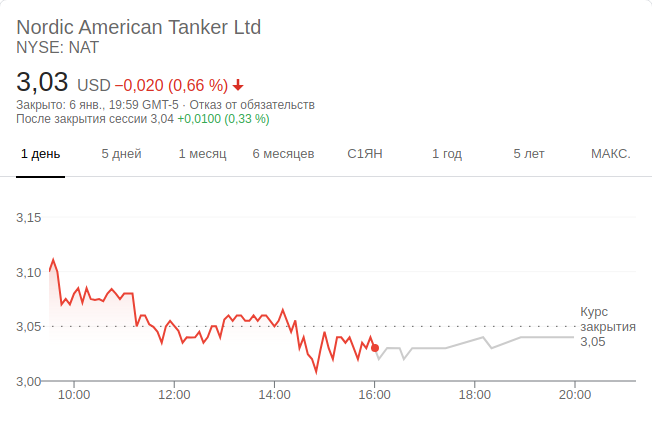 Nordic American Tanker Ltd
NYSE: NAT
3,03 USD −0,020 (0,66 %)
Закрыто: 6 янв., 19:59 GMT-5 · Отказ от обязательств
После закрытия сессии 3,04 +0,0100 (0,33 %)
1 день 5 дней 1 месяц 6 месяцев С1ЯН 1 год 5 лет МАКС.
3,15
3,10
3,05
3,00
Курс
закрытия
3,05
10:00 12:00 14:00 16:00 18:00 20:00